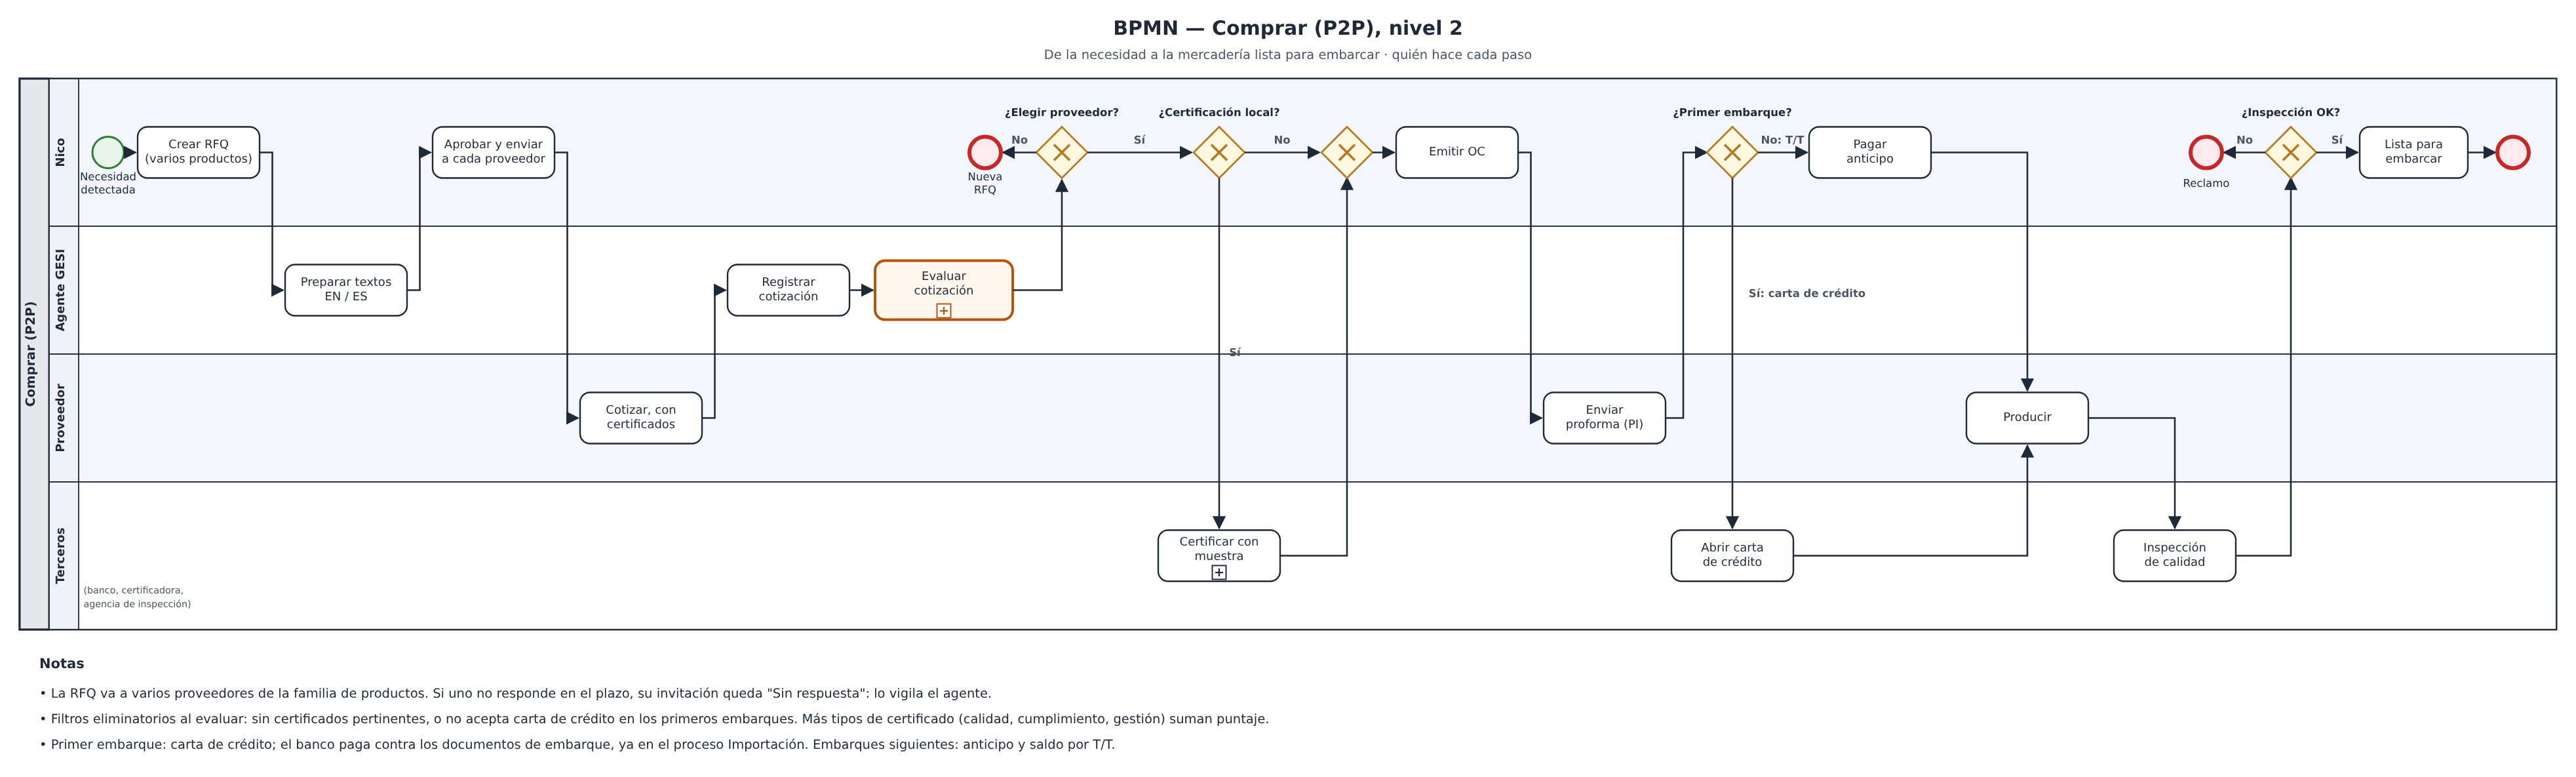 BPMN — Comprar (P2P), nivel 2
De la necesidad a la mercadería lista para embarcar · quién hace cada paso
Comprar (P2P)
Nico
Necesidad
detectada
Crear RFQ
(varios productos)
Aprobar y enviar
a cada proveedor
Nueva
RFQ
No
¿Elegir proveedor?
Sí
¿Certificación local?
No
Emitir OC
¿Primer embarque?
No: T/T
Pagar
anticipo
Reclamo
No
¿Inspección OK?
Sí
Lista para
embarcar
Agente GESI
Preparar textos
EN / ES
Registrar
cotización
Evaluar
cotización
Sí
Sí: carta de crédito
Proveedor
Cotizar, con
certificados
Enviar
proforma (PI)
Producir
Terceros
(banco, certificadora,
agencia de inspección)
Certificar con
muestra
Abrir carta
de crédito
Inspección
de calidad
Notas
• La RFQ va a varios proveedores de la familia de productos. Si uno no responde en el plazo, su invitación queda "Sin respuesta": lo vigila el agente.
• Filtros eliminatorios al evaluar: sin certificados pertinentes, o no acepta carta de crédito en los primeros embarques. Más tipos de certificado (calidad, cumplimiento, gestión) suman puntaje.
• Primer embarque: carta de crédito; el banco paga contra los documentos de embarque, ya en el proceso Importación. Embarques siguientes: anticipo y saldo por T/T.